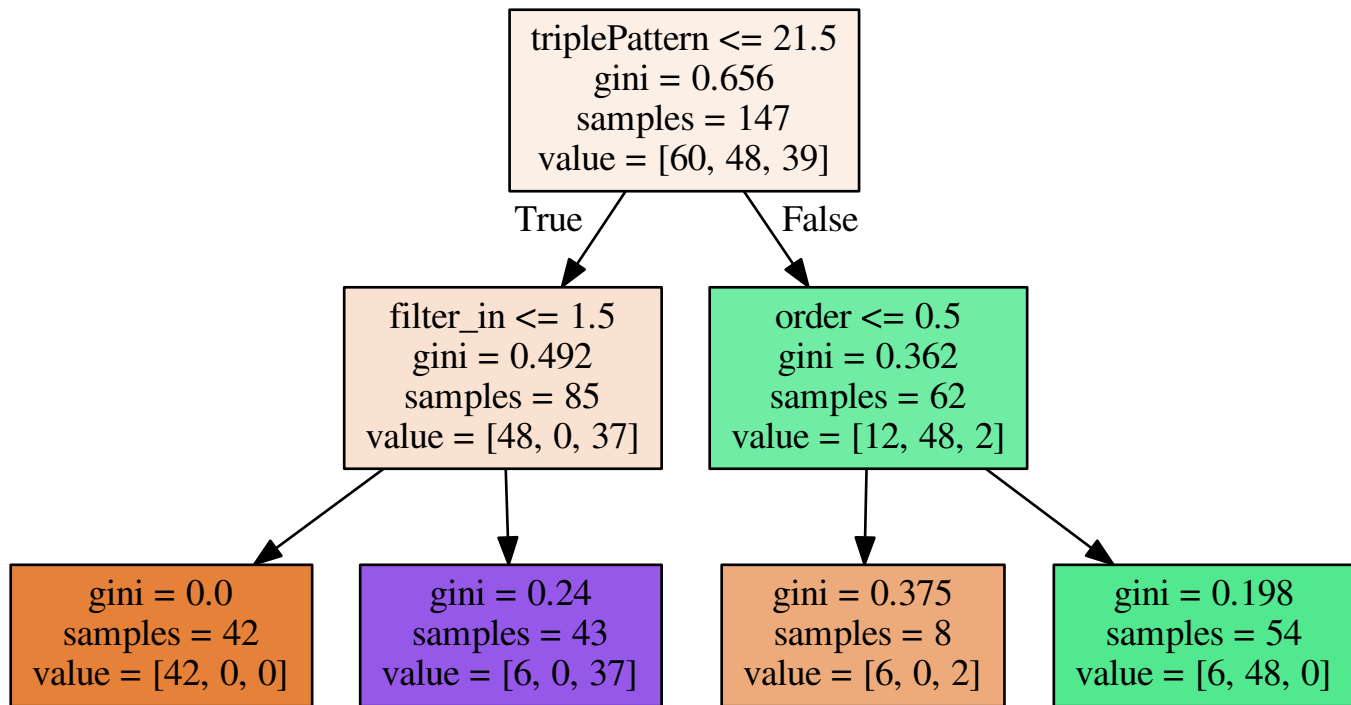 triplePattern <= 21.5
gini = 0.656
samples = 147
value = [60, 48, 39]
True
False
filter_in <= 1.5
gini = 0.492
samples = 85
value = [48, 0, 37]
order <= 0.5
gini = 0.362
samples = 62
value = [12, 48, 2]
gini = 0.0
samples = 42
value = [42, 0, 0]
gini = 0.24
samples = 43
value = [6, 0, 37]
gini = 0.375
samples = 8
value = [6, 0, 2]
gini = 0.198
samples = 54
value = [6, 48, 0]